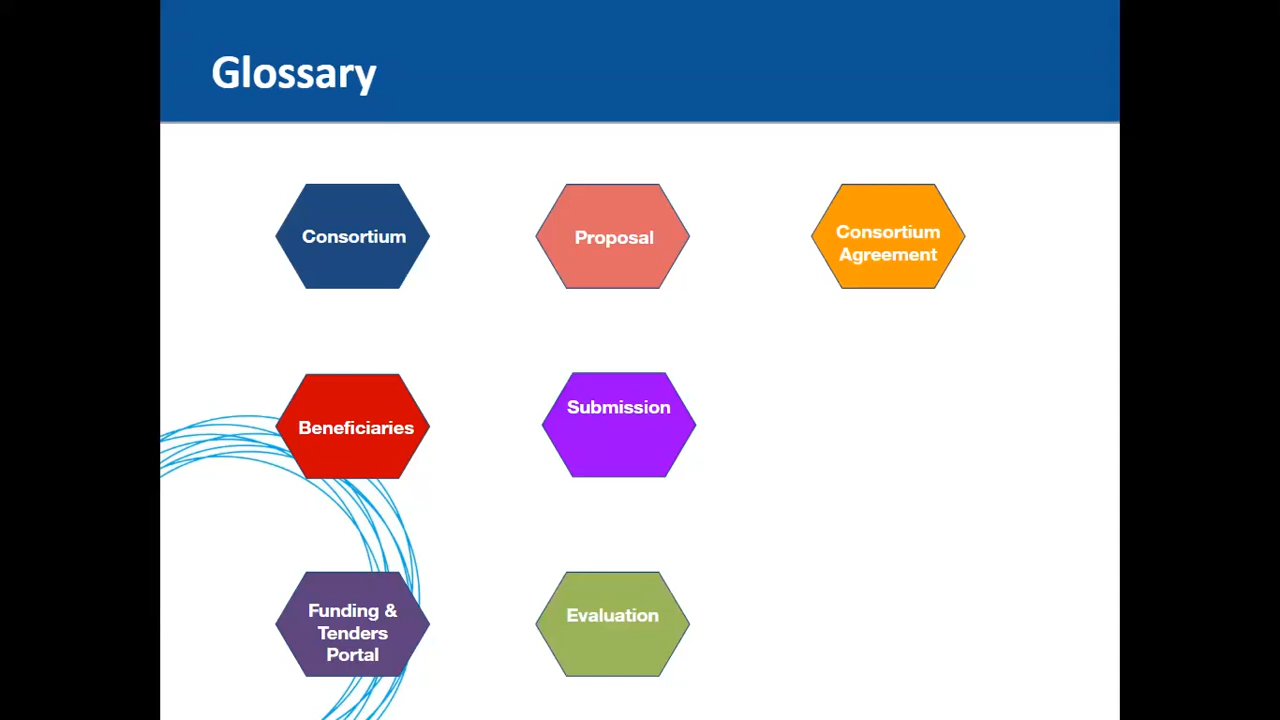 Glossary
Consortium
Proposal
Consortium
Agreement
Beneficiaries
Submission
Funding &
Tenders
Portal
Evaluation